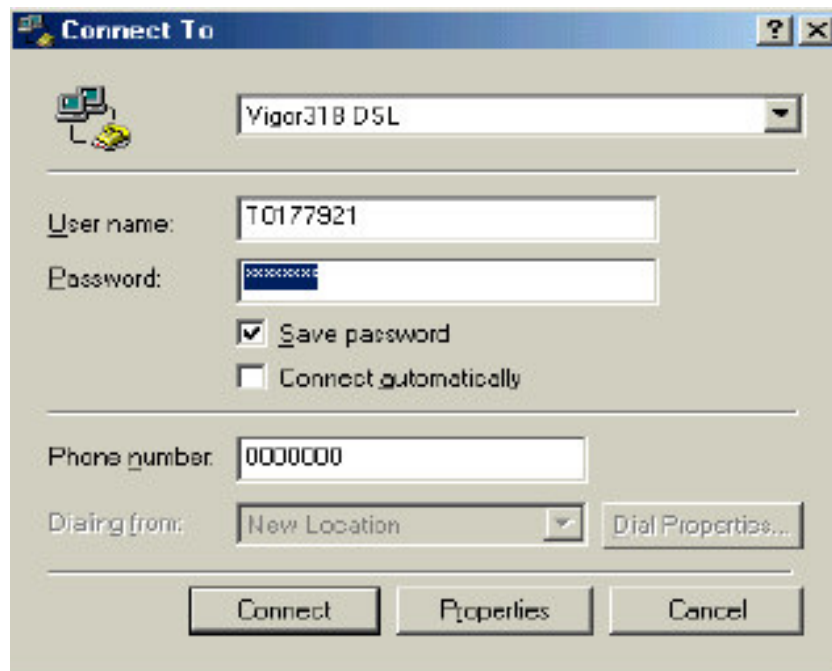 Connect To
Vigor318 DSL
User name:
T0177921
Password:
xxxxxxxx
Save password
Connect automatically
Phone number:
0000000
Dialing from:
New Location
Dial Properties...
Connect
Properties
Cancel